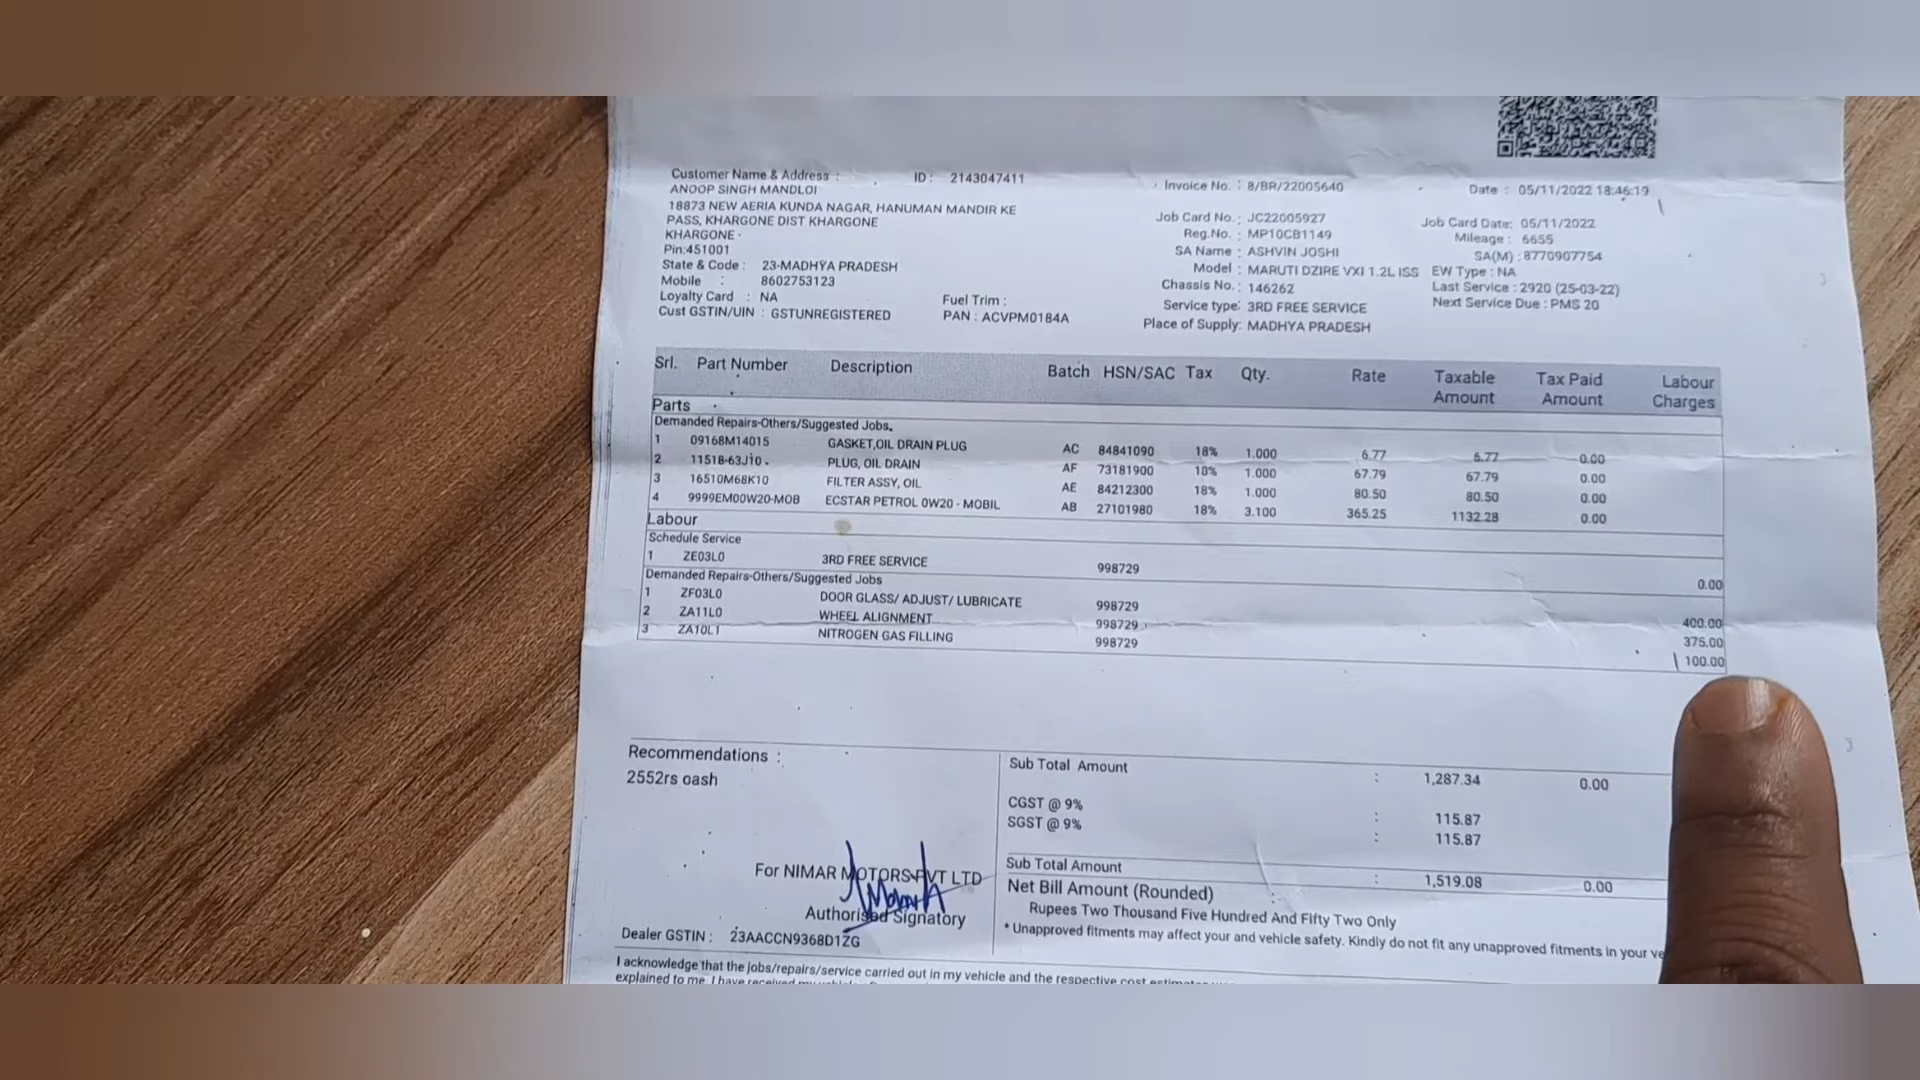 Customer Name & Address :
ID : 2143047411
ANOOP SINGH MANDLOI
18873 NEW AERIA KUNDA NAGAR, HANUMAN MANDIR KE
PASS, KHARGONE DIST KHARGONE
KHARGONE
Pin:451001
State & Code : 23-MADHYA PRADESH
Mobile : 8602753123
Loyalty Card : NA
Cust GSTIN/UIN : GSTUNREGISTERED
Fuel Trim :
PAN : ACVPM0184A
Invoice No. : 8/BR/22005640
Date : 05/11/2022 18:46:19
Job Card No. : JC22005927
Job Card Date: 05/11/2022
Reg.No. : MP10CB1149
Mileage : 6655
SA Name : ASHVIN JOSHI
SA(M) : 8770907754
Model : MARUTI DZIRE VXI 1.2L ISS
EW Type : NA
Chassis No. : 146262
Last Service : 2920 (25-03-22)
Service type: 3RD FREE SERVICE
Next Service Due : PMS 20
Place of Supply: MADHYA PRADESH
Srl. Part Number Description Batch HSN/SAC Tax Qty. Rate Taxable Amount Tax Paid Amount Labour Charges
Parts
Demanded Repairs-Others/Suggested Jobs.
1 09168M14015 GASKET,OIL DRAIN PLUG AC 84841090 18% 1.000 6.77 6.77 0.00
2 11518-63J10 PLUG, OIL DRAIN AF 73181900 18% 1.000 67.79 67.79 0.00
3 16510M68K10 FILTER ASSY, OIL AE 84212300 18% 1.000 80.50 80.50 0.00
4 9999EM00W20-MOB ECSTAR PETROL 0W20 - MOBIL AB 27101980 18% 3.100 365.25 1132.28 0.00
Labour
Schedule Service
1 ZE03L0 3RD FREE SERVICE 998729 0.00
Demanded Repairs-Others/Suggested Jobs
1 ZF03L0 DOOR GLASS/ ADJUST/ LUBRICATE 998729 400.00
2 ZA11L0 WHEEL ALIGNMENT 998729 375.00
3 ZA10L1 NITROGEN GAS FILLING 998729 100.00
Recommendations :
2552rs oash
For NIMAR MOTORS PVT LTD
Authorised Signatory
Dealer GSTIN : 23AACCN9368D1ZG
Sub Total Amount : 1,287.34 0.00
CGST @ 9% : 115.87
SGST @ 9% : 115.87
Sub Total Amount : 1,519.08 0.00
Net Bill Amount (Rounded)
Rupees Two Thousand Five Hundred And Fifty Two Only
* Unapproved fitments may affect your and vehicle safety. Kindly do not fit any unapproved fitments in your
I acknowledge that the jobs/repairs/service carried out in my vehicle and the respective cost
explained to me. I have received my